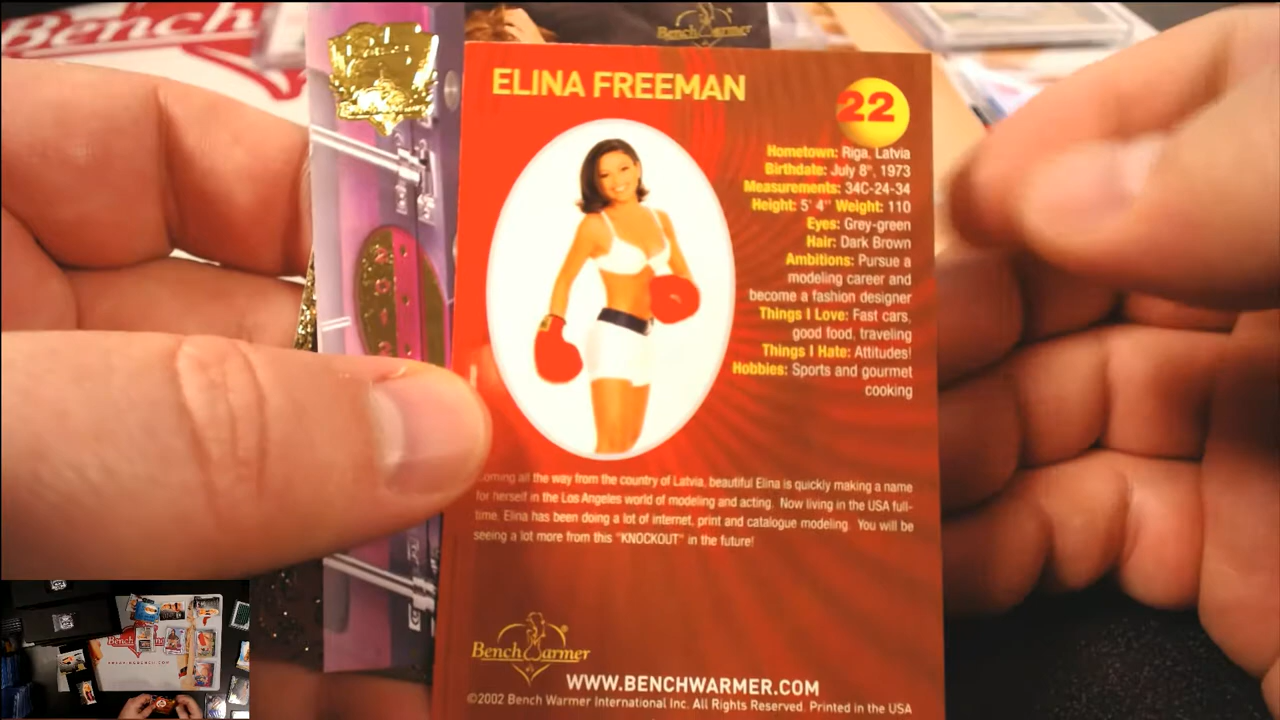 Bench
BenchWarmer
ELINA FREEMAN
22
Hometown: Riga, Latvia
Birthdate: July 8th, 1973
Measurements: 34C-24-34
Height: 5' 4" Weight: 110
Eyes: Grey-green
Hair: Dark Brown
Ambitions: Pursue a
modeling career and
become a fashion designer
Things I Love: Fast cars,
good food, traveling
Things I Hate: Attitudes!
Hobbies: Sports and gourmet
cooking
Coming all the way from the country of Latvia, beautiful Elina is quickly making a name
for herself in the Los Angeles world of modeling and acting. Now living in the USA full-
time, Elina has been doing a lot of internet, print and catalogue modeling. You will be
seeing a lot more from this "KNOCKOUT" in the future!
BenchWarmer
WWW.BENCHWARMER.COM
©2002 Bench Warmer International Inc. All Rights Reserved. Printed in the USA
Bench